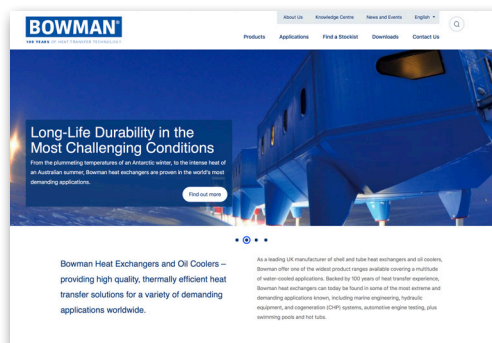 About Us Knowledge Centre News and Events English
BOWMAN®
100 YEARS OF HEAT TRANSFER TECHNOLOGY
Products Applications Find a Stockist Downloads Contact Us
Long-Life Durability in the
Most Challenging Conditions
From the plummeting temperatures of an Antarctic winter, to the intense heat of
an Australian summer, Bowman heat exchangers are proven in the world's most
demanding applications.
Find out more
Bowman Heat Exchangers and Oil Coolers –
providing high quality, thermally efficient heat
transfer solutions for a variety of demanding
applications worldwide.
As a leading UK manufacturer of shell and tube heat exchangers and oil coolers,
Bowman offer one of the widest product ranges available covering a multitude
of water-cooled applications. Backed by 100 years of heat transfer experience,
Bowman heat exchangers can today be found in some of the most extreme and
demanding applications known, including marine engineering, hydraulic
equipment, and cogeneration (CHP) systems, automotive engine testing, plus
swimming pools and hot tubs.